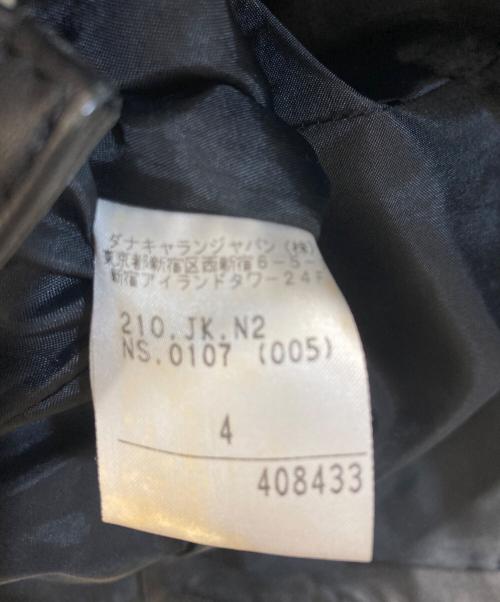 ダナキャランジャパン(株)
東京都新宿区西新宿6-5-
新宿アイランドタワー24F
210.JK.N2
NS.0107 (005)
4
408433